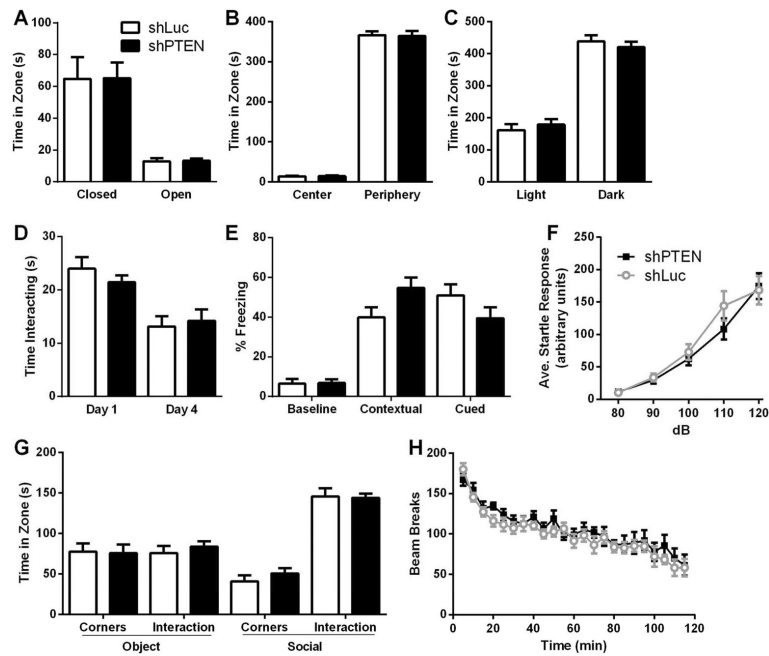 A
shLuc
shPTEN
Time in Zone (s)
100
80
60
40
20
0
Closed Open
B
Time in Zone (s)
400
200
0
Center Periphery
C
Time in Zone (s)
500
400
300
200
100
0
Light Dark
D
Time Interacting (s)
30
20
10
0
Day 1 Day 4
E
% Freezing
80
60
40
20
0
Baseline Contextual Cued
F
shPTEN
shLuc
Ave. Startle Response
(arbitrary units)
200
150
100
50
0
80 90 100 110 120
dB
G
Time in Zone (s)
200
150
100
50
0
Corners Interaction Corners Interaction
Object Social
H
Beam Breaks
200
150
100
50
0
0 20 40 60 80 100 120
Time (min)